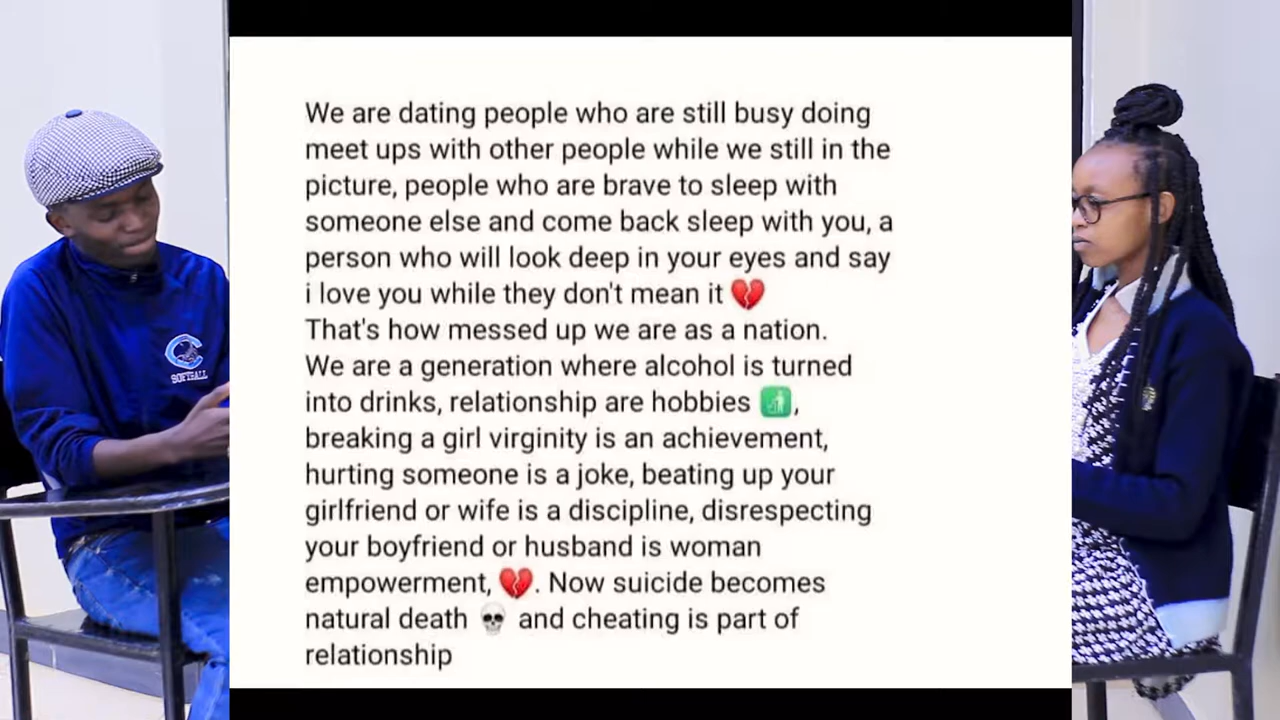 We are dating people who are still busy doing
meet ups with other people while we still in the
picture, people who are brave to sleep with
someone else and come back sleep with you, a
person who will look deep in your eyes and say
i love you while they don't mean it 💔
That's how messed up we are as a nation.
We are a generation where alcohol is turned
into drinks, relationship are hobbies 🚮,
breaking a girl virginity is an achievement,
hurting someone is a joke, beating up your
girlfriend or wife is a discipline, disrespecting
your boyfriend or husband is woman
empowerment, 💔. Now suicide becomes
natural death 💀 and cheating is part of
relationship
C
SOFTBALL